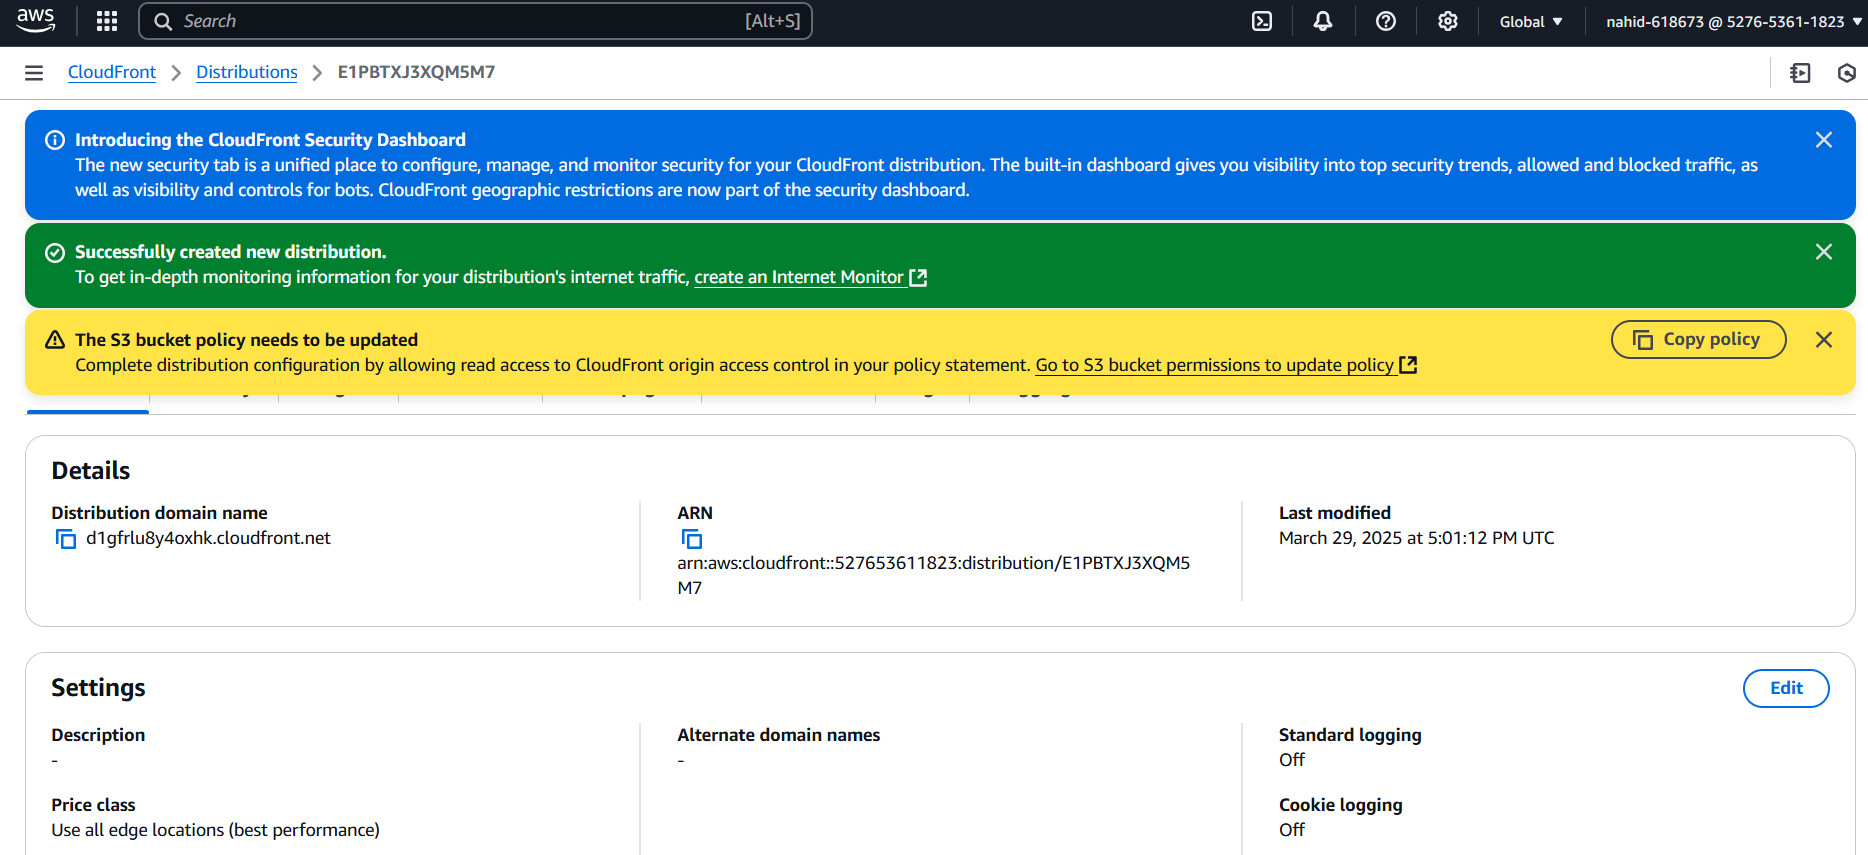 aws
Search
[Alt+S]
Global
nahid-618673 @ 5276-5361-1823
CloudFront
Distributions
E1PBTXJ3XQM5M7
Introducing the CloudFront Security Dashboard
The new security tab is a unified place to configure, manage, and monitor security for your CloudFront distribution. The built-in dashboard gives you visibility into top security trends, allowed and blocked traffic, as
well as visibility and controls for bots. CloudFront geographic restrictions are now part of the security dashboard.
Successfully created new distribution.
To get in-depth monitoring information for your distribution's internet traffic, create an Internet Monitor
The S3 bucket policy needs to be updated
Complete distribution configuration by allowing read access to CloudFront origin access control in your policy statement. Go to S3 bucket permissions to update policy
Copy policy
Details
Distribution domain name
d1gfrlu8y4oxhk.cloudfront.net
ARN
arn:aws:cloudfront::527653611823:distribution/E1PBTXJ3XQM5
M7
Last modified
March 29, 2025 at 5:01:12 PM UTC
Settings
Edit
Description
-
Price class
Use all edge locations (best performance)
Alternate domain names
-
Standard logging
Off
Cookie logging
Off